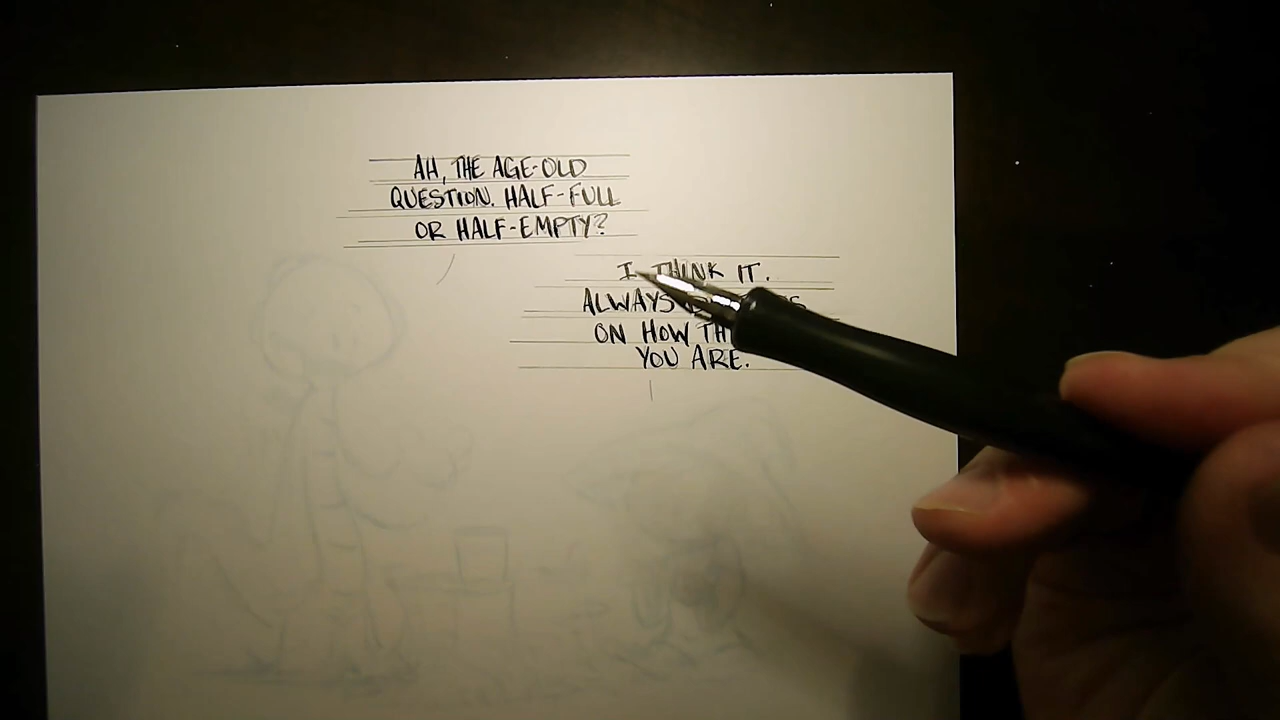 AH, THE AGE-OLD
QUESTION. HALF-FULL
OR HALF-EMPTY?
I THINK IT.
ALWAYS
ON HOW
YOU ARE.